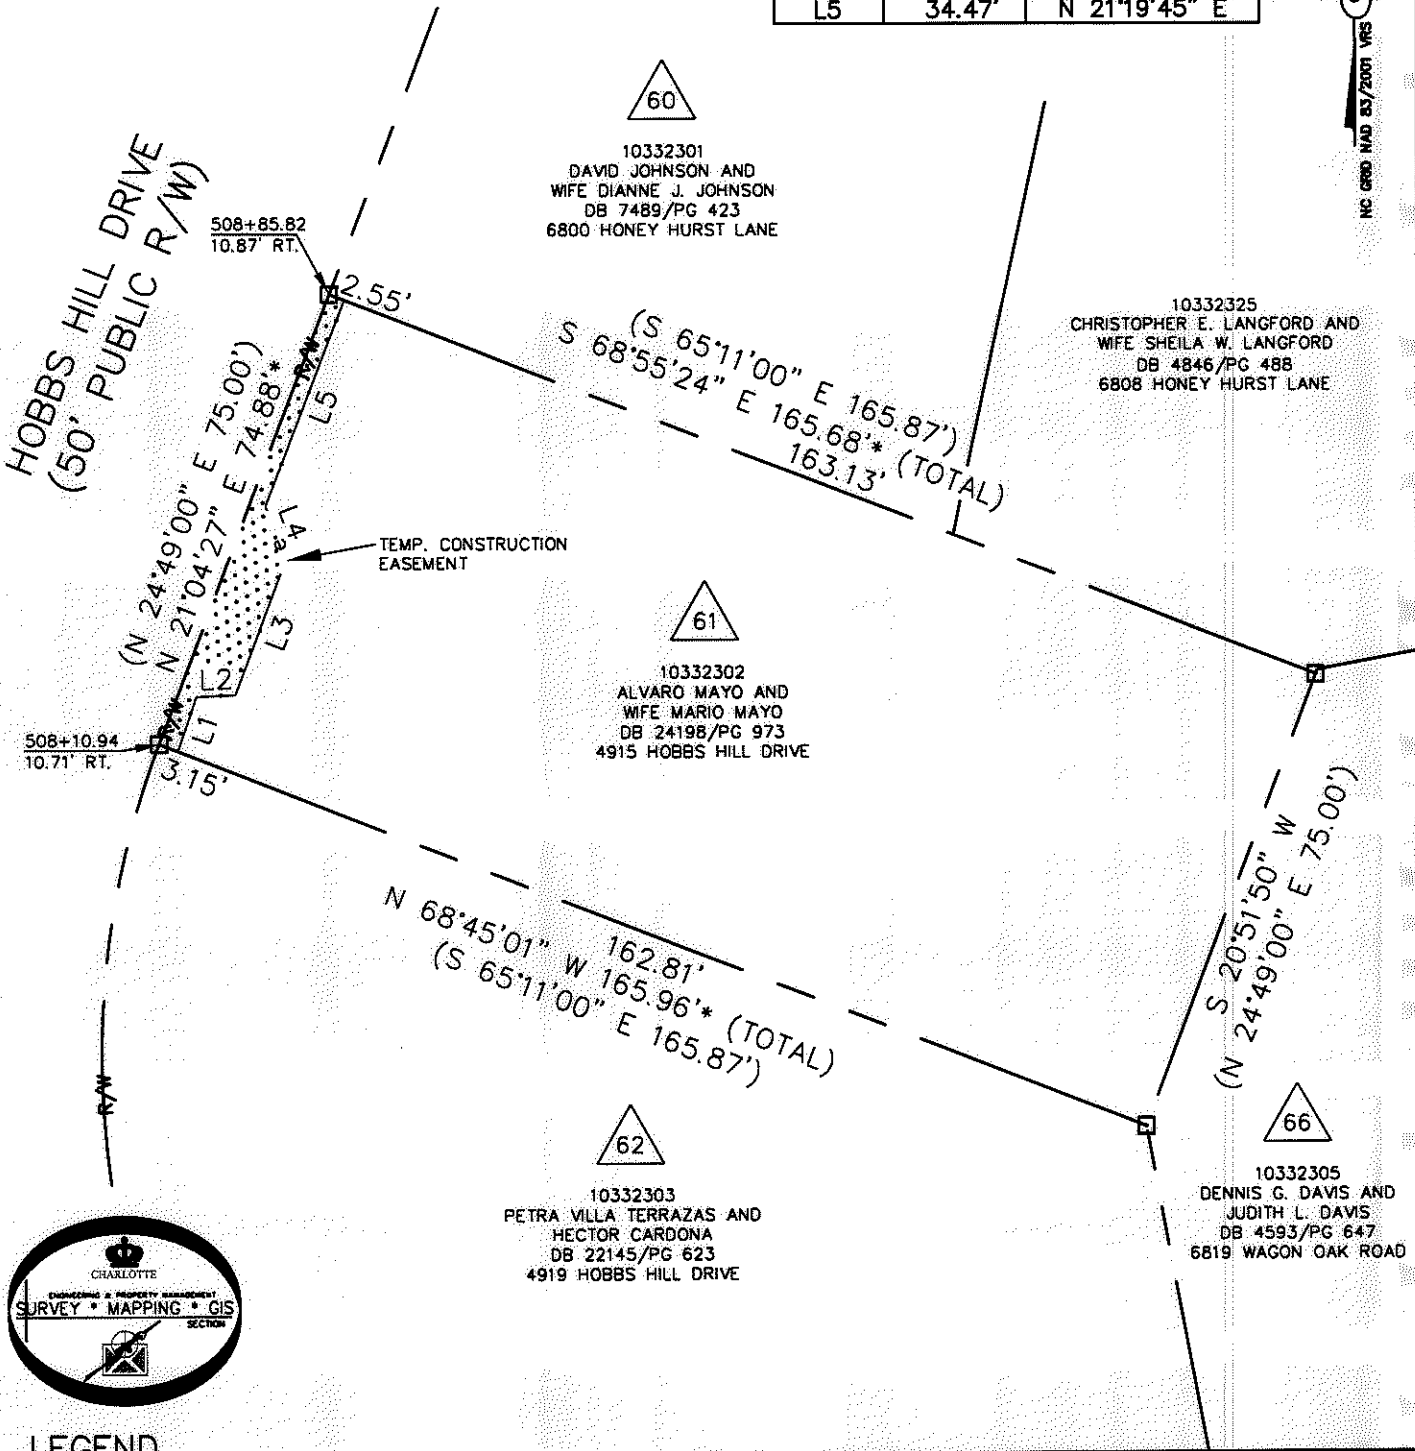 L5 34.47' N 21°19'45" E
NC GRID NAD 83/2001 VRS
60
10332301
DAVID JOHNSON AND
WIFE DIANNE J. JOHNSON
DB 7489/PG 423
6800 HONEY HURST LANE
HOBBS HILL DRIVE
(50' PUBLIC R/W)
508+85.82
10.87' RT.
2.55'
10332325
CHRISTOPHER E. LANGFORD AND
WIFE SHEILA W. LANGFORD
DB 4846/PG 488
6808 HONEY HURST LANE
(S 65°11'00" E 165.87')
S 68°55'24" E 165.68'* (TOTAL)
163.13'
R/W
L5
(N 24°49'00" E 75.00')
N 21°04'27" E 74.88'*
L4
TEMP. CONSTRUCTION
EASEMENT
L3
61
10332302
ALVARO MAYO AND
WIFE MARIO MAYO
DB 24198/PG 973
4915 HOBBS HILL DRIVE
L2
R/W
L1
508+10.94
10.71' RT.
3.15'
S 20°51'50" W
(N 24°49'00" E 75.00')
162.81'
N 68°45'01" W 165.96'* (TOTAL)
(S 65°11'00" E 165.87')
R/W
62
10332303
PETRA VILLA TERRAZAS AND
HECTOR CARDONA
DB 22145/PG 623
4919 HOBBS HILL DRIVE
66
10332305
DENNIS G. DAVIS AND
JUDITH L. DAVIS
DB 4593/PG 647
6819 WAGON OAK ROAD
CHARLOTTE
ENGINEERING & PROPERTY MANAGEMENT
SURVEY * MAPPING * GIS
SECTION
LEGEND